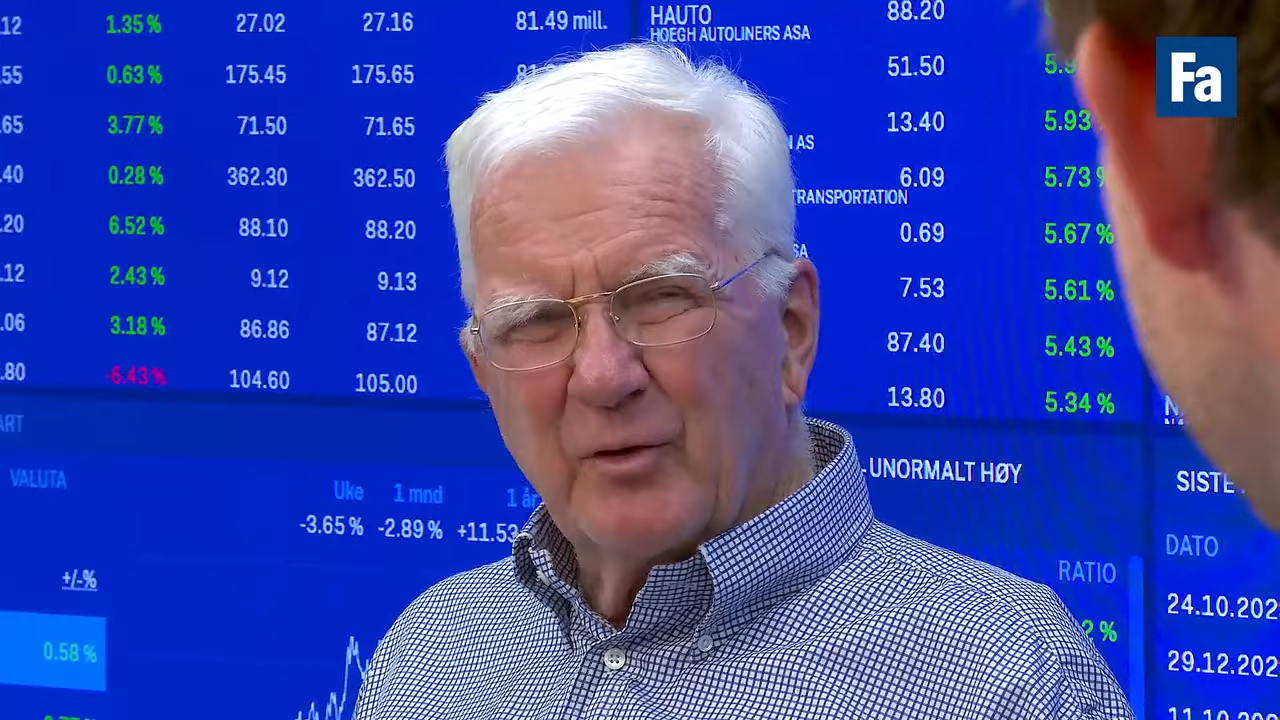 .12 1.35 % 27.02 27.16 81.49 mill.
.55 0.63 % 175.45 175.65
.65 3.77 % 71.50 71.65
.40 0.28 % 362.30 362.50
.20 6.52 % 88.10 88.20
.12 2.43 % 9.12 9.13
.06 3.18 % 86.86 87.12
.80 -6.43 % 104.60 105.00
VALUTA
Uke 1 mnd 1 år
-3.65 % -2.89 % +11.53
+/-%
0.58 %
HAUTO
HOEGH AUTOLINERS ASA
88.20
51.50
13.40 5.93
AS
6.09 5.73 %
TRANSPORTATION
0.69 5.67 %
7.53 5.61 %
87.40 5.43 %
13.80 5.34 %
UNORMALT HØY
RATIO
2 %
SISTE
DATO
24.10.202
29.12.202
Fa